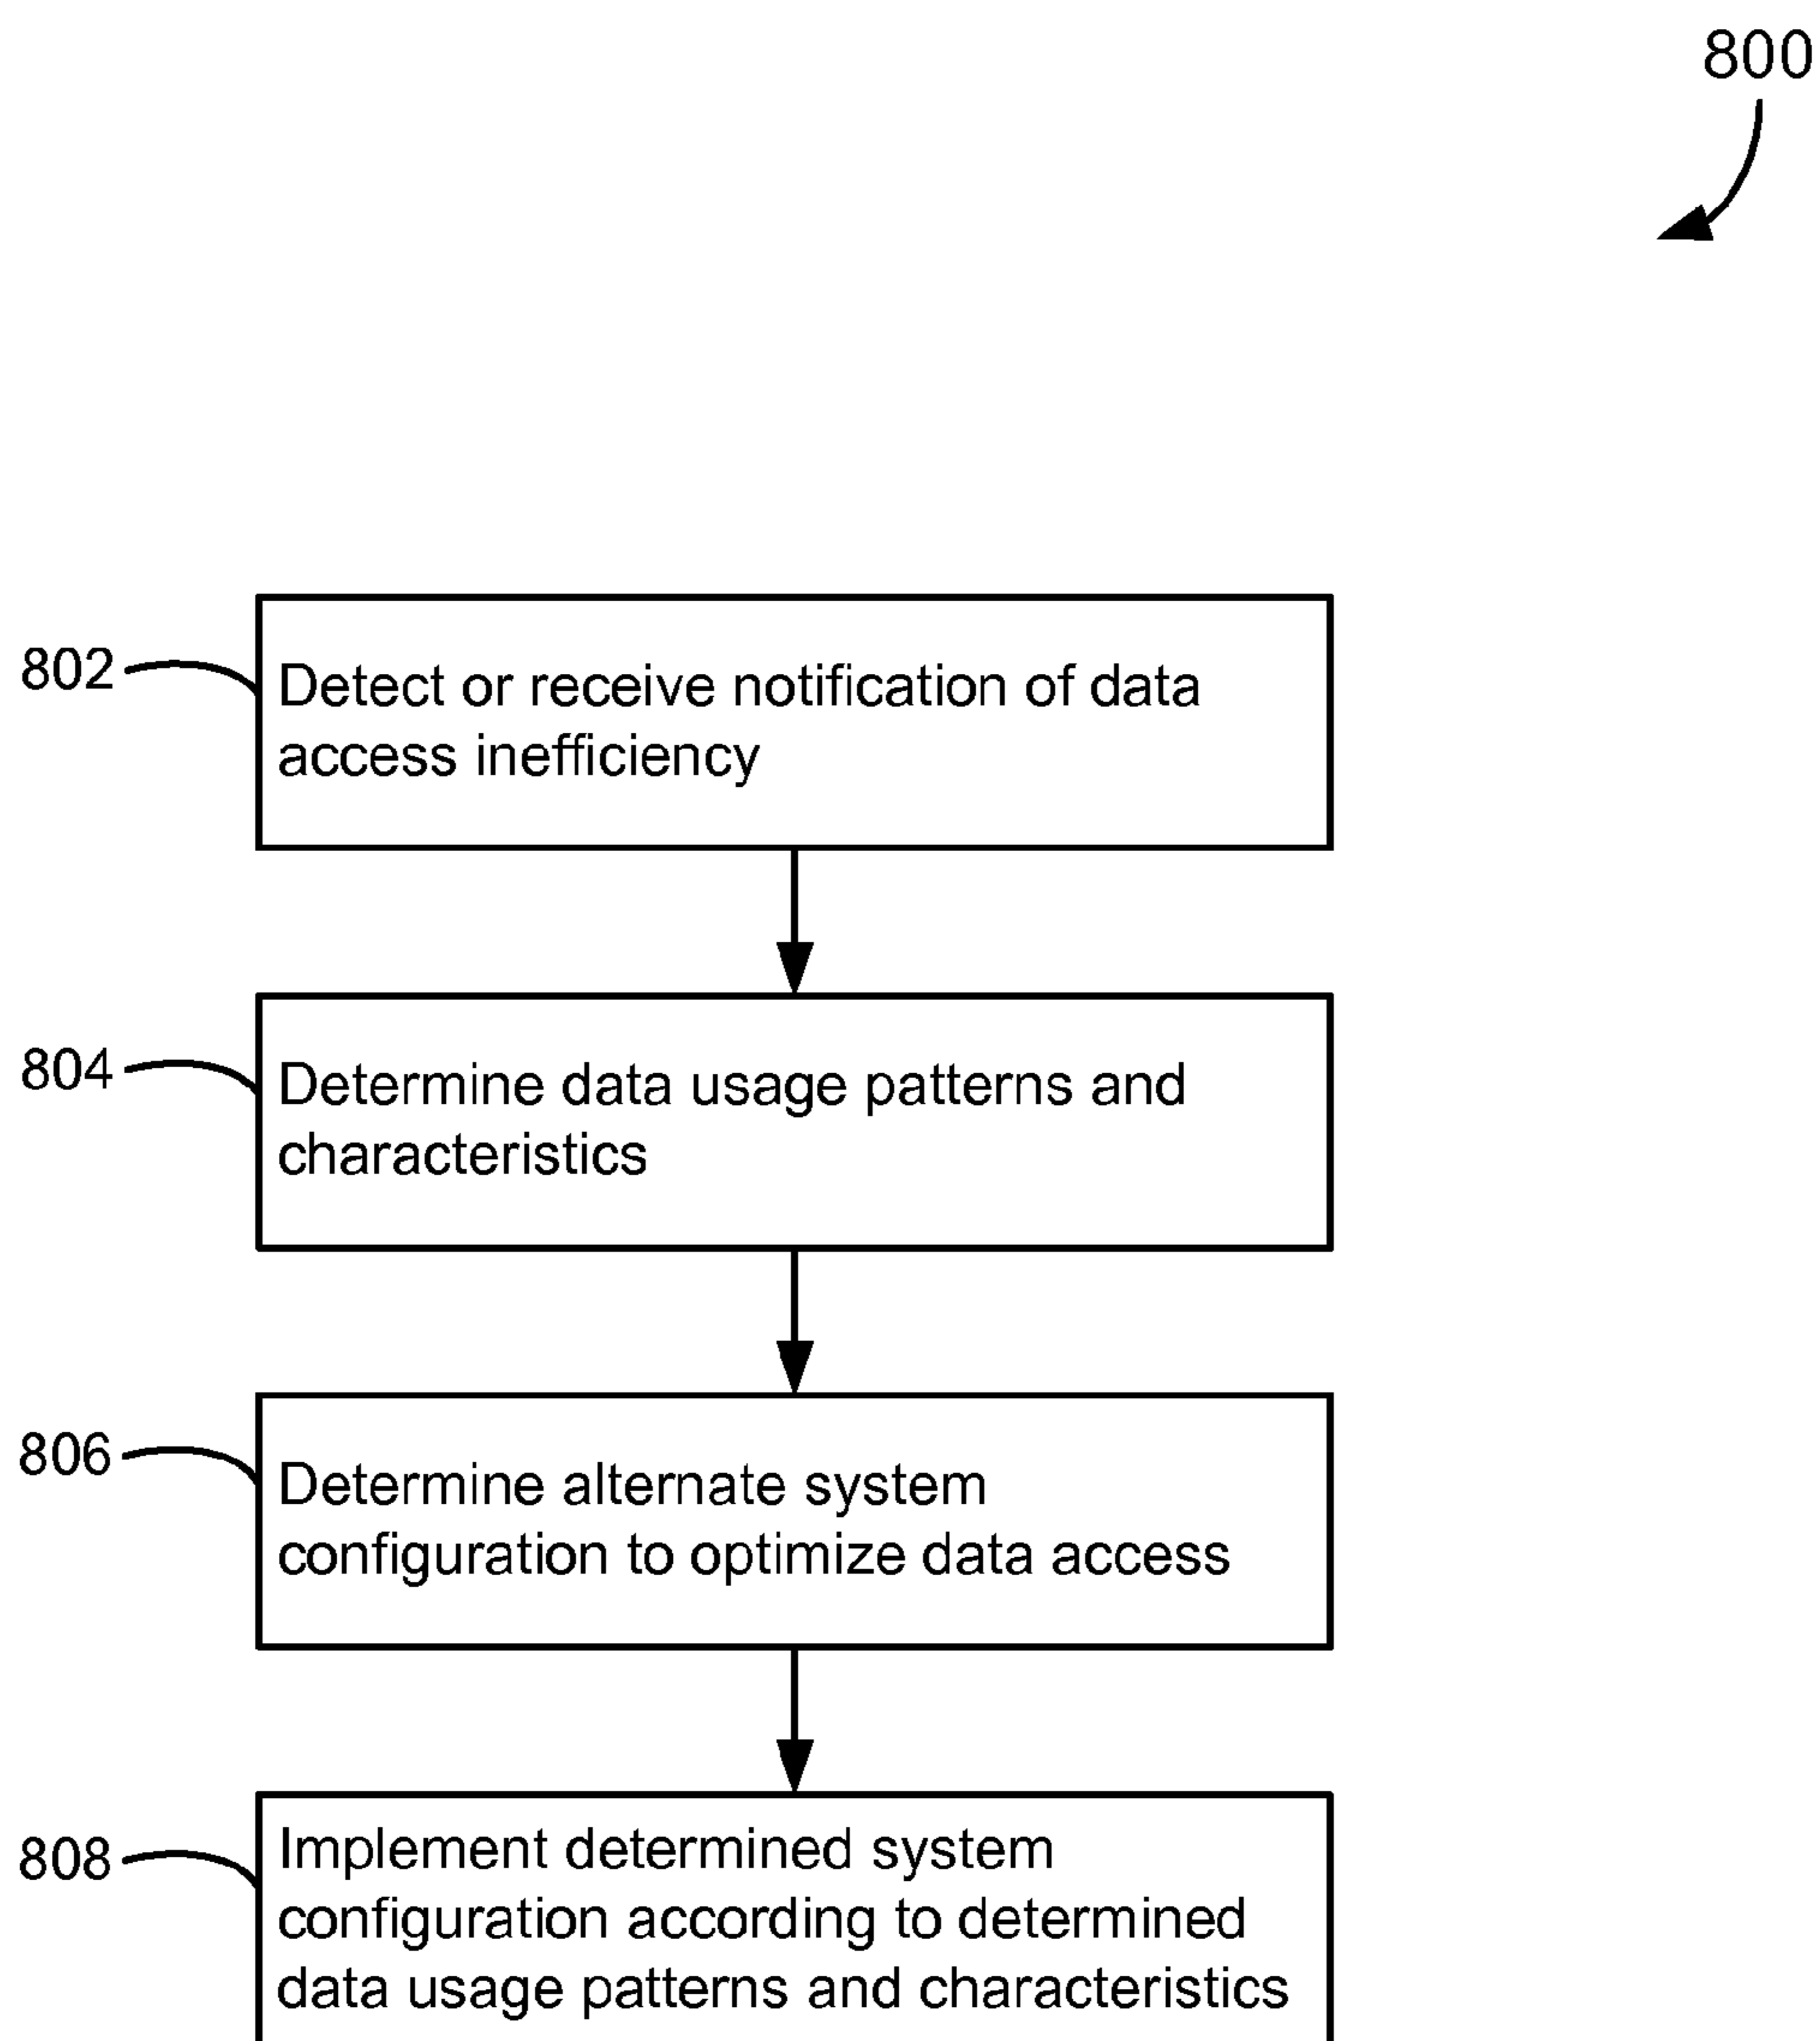 800
802
Detect or receive notification of data
access inefficiency
804
Determine data usage patterns and
characteristics
806
Determine alternate system
configuration to optimize data access
808
Implement determined system
configuration according to determined
data usage patterns and characteristics